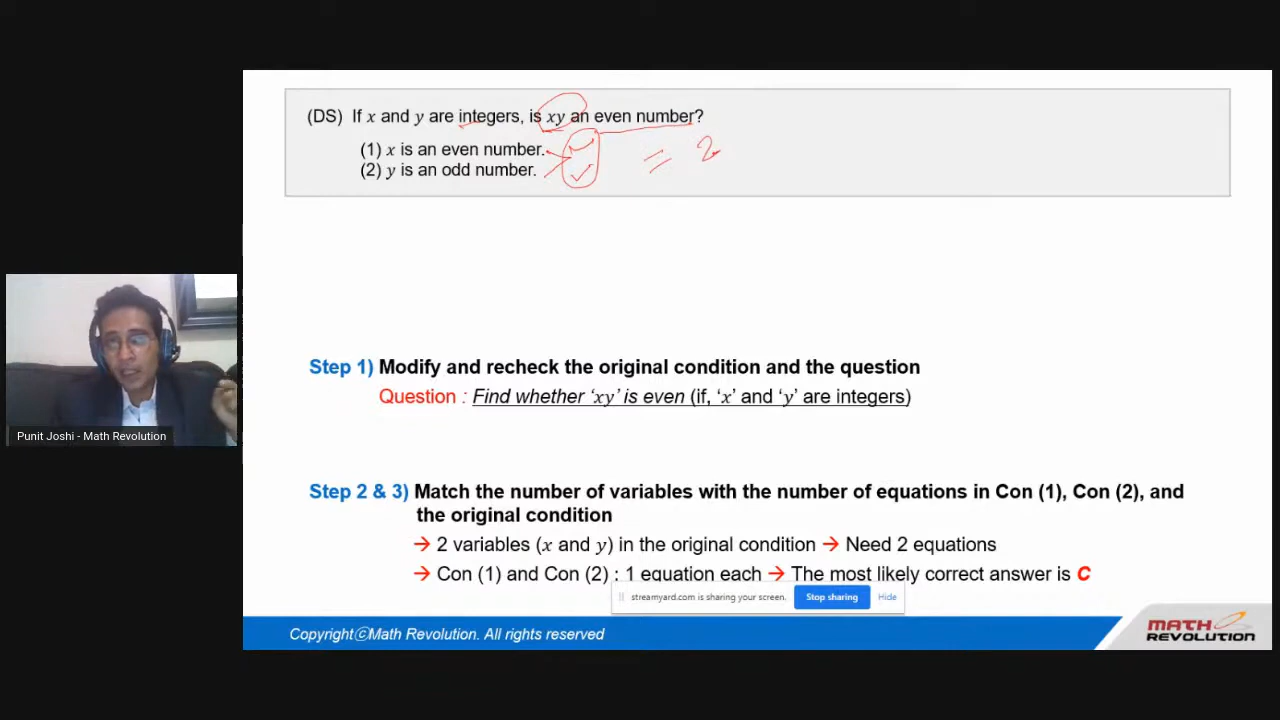 (DS) If x and y are integers, is xy an even number?
(1) x is an even number.
(2) y is an odd number.
= 2
Step 1) Modify and recheck the original condition and the question
Question : Find whether ‘xy’ is even (if, ‘x’ and ‘y’ are integers)
Punit Joshi - Math Revolution
Step 2 & 3) Match the number of variables with the number of equations in Con (1), Con (2), and
the original condition
→ 2 variables (x and y) in the original condition → Need 2 equations
→ Con (1) and Con (2) : 1 equation each → The most likely correct answer is C
streamyard.com is sharing your screen. Stop sharing Hide
CopyrightⓒMath Revolution. All rights reserved
MATH
REVOLUTION